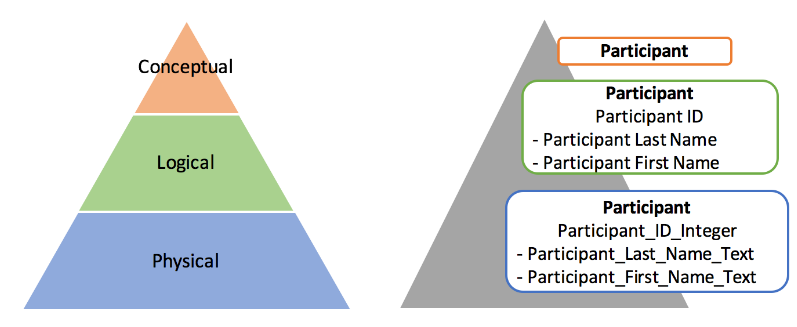 Conceptual
Logical
Physical
Participant
Participant
Participant ID
- Participant Last Name
- Participant First Name
Participant
Participant_ID_Integer
- Participant_Last_Name_Text
- Participant_First_Name_Text